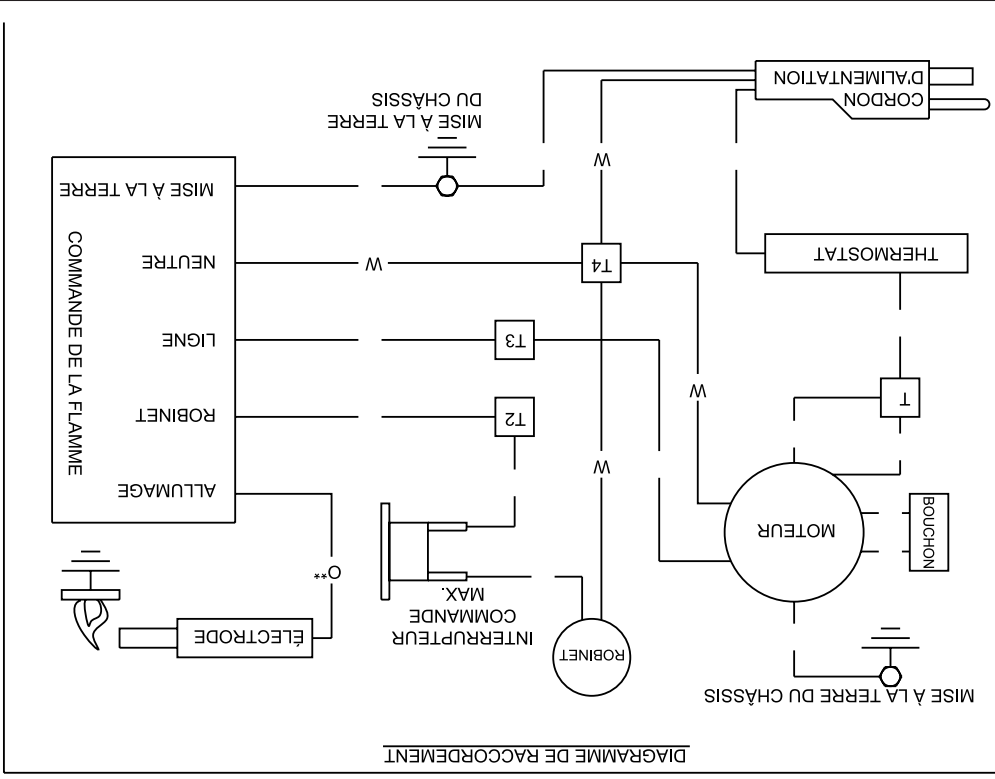 DIAGRAMME DE RACCORDEMENT
MISE À LA TERRE DU CHÂSSIS
ROBINET
INTERRUPTEUR
COMMANDE
MAX.
ÉLECTRODE
O**
BOUCHON
MOTEUR
W
ALLUMAGE
T
W
T2
ROBINET
T3
LIGNE
COMMANDE DE LA FLAMME
THERMOSTAT
T4
W
NEUTRE
W
MISE À LA TERRE
MISE À LA TERRE
DU CHÂSSIS
CORDON
D'ALIMENTATION